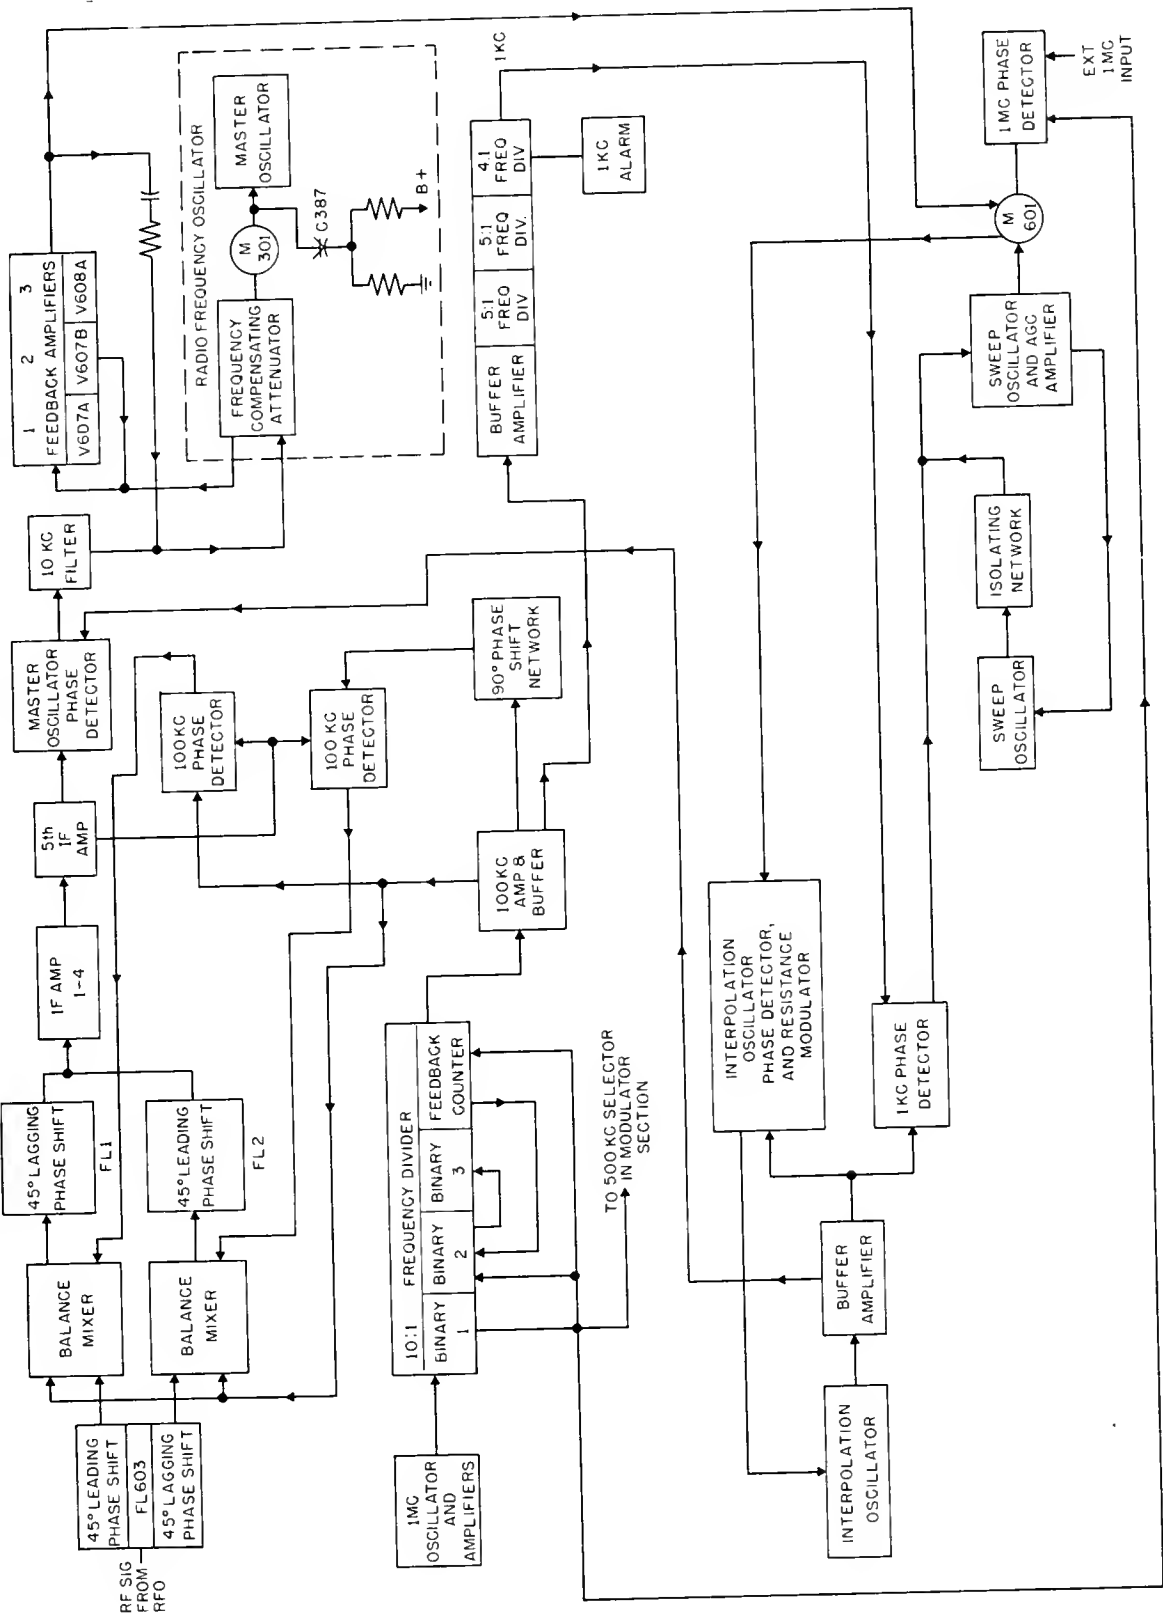 RF SIG
FROM
RFO
45° LEADING
PHASE SHIFT
FL603
45° LAGGING
PHASE SHIFT
BALANCE
MIXER
BALANCE
MIXER
45° LAGGING
PHASE SHIFT
FL1
45° LEADING
PHASE SHIFT
FL2
IF AMP
1-4
5th
IF
AMP
MASTER
OSCILLATOR
PHASE
DETECTOR
10 KC
FILTER
1 2 3
FEEDBACK AMPLIFIERS
V607A V607B V608A
100KC
PHASE
DETECTOR
100 KC
PHASE
DETECTOR
90° PHASE
SHIFT
NETWORK
RADIO FREQUENCY OSCILLATOR
FREQUENCY
COMPENSATING
ATTENUATOR
M
301
MASTER
OSCILLATOR
C387
B+
1MC
OSCILLATOR
AND
AMPLIFIERS
10:1 FREQUENCY DIVIDER
BINARY
1
BINARY
2
BINARY
3
FEEDBACK
COUNTER
100KC
AMP &
BUFFER
BUFFER
AMPLIFIER
5:1
FREQ
DIV
5:1
FREQ
DIV.
4.1
FREQ
DIV
1KC
1KC
ALARM
TO 500 KC SELECTOR
IN MODULATOR
SECTION
INTERPOLATION
OSCILLATOR
BUFFER
AMPLIFIER
INTERPOLATION
OSCILLATOR
PHASE DETECTOR,
AND RESISTANCE
MODULATOR
1KC PHASE
DETECTOR
SWEEP
OSCILLATOR
ISOLATING
NETWORK
SWEEP
OSCILLATOR
AND AGC
AMPLIFIER
M
601
1MC PHASE
DETECTOR
EXT
1MC
INPUT